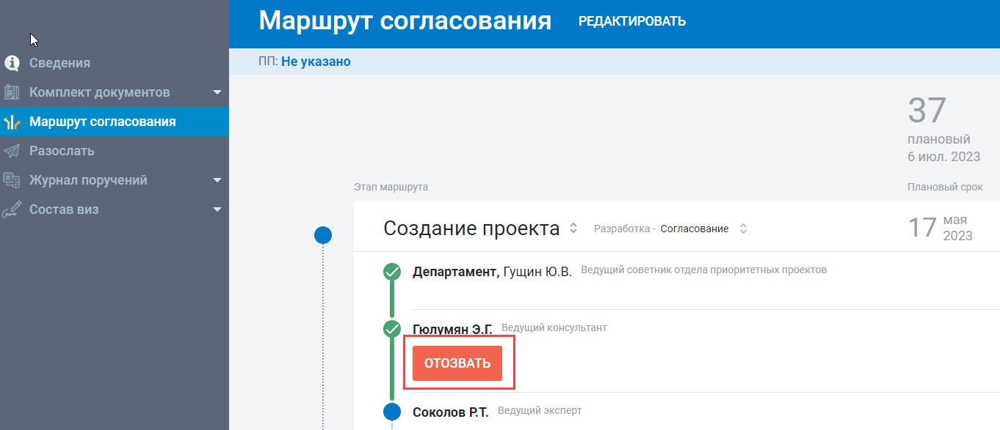 Маршрут согласования РЕДАКТИРОВАТЬ
ПП: Не указано
Сведения
Комплект документов
Маршрут согласования
Разослать
Журнал поручений
Состав виз
37
плановый
6 июл. 2023
Этап маршрута Плановый срок
Создание проекта Разработка - Согласование 17 мая
2023
Департамент, Гущин Ю.В. Ведущий советник отдела приоритетных проектов
Гюлумян Э.Г. Ведущий консультант
ОТОЗВАТЬ
Соколов Р.Т. Ведущий эксперт